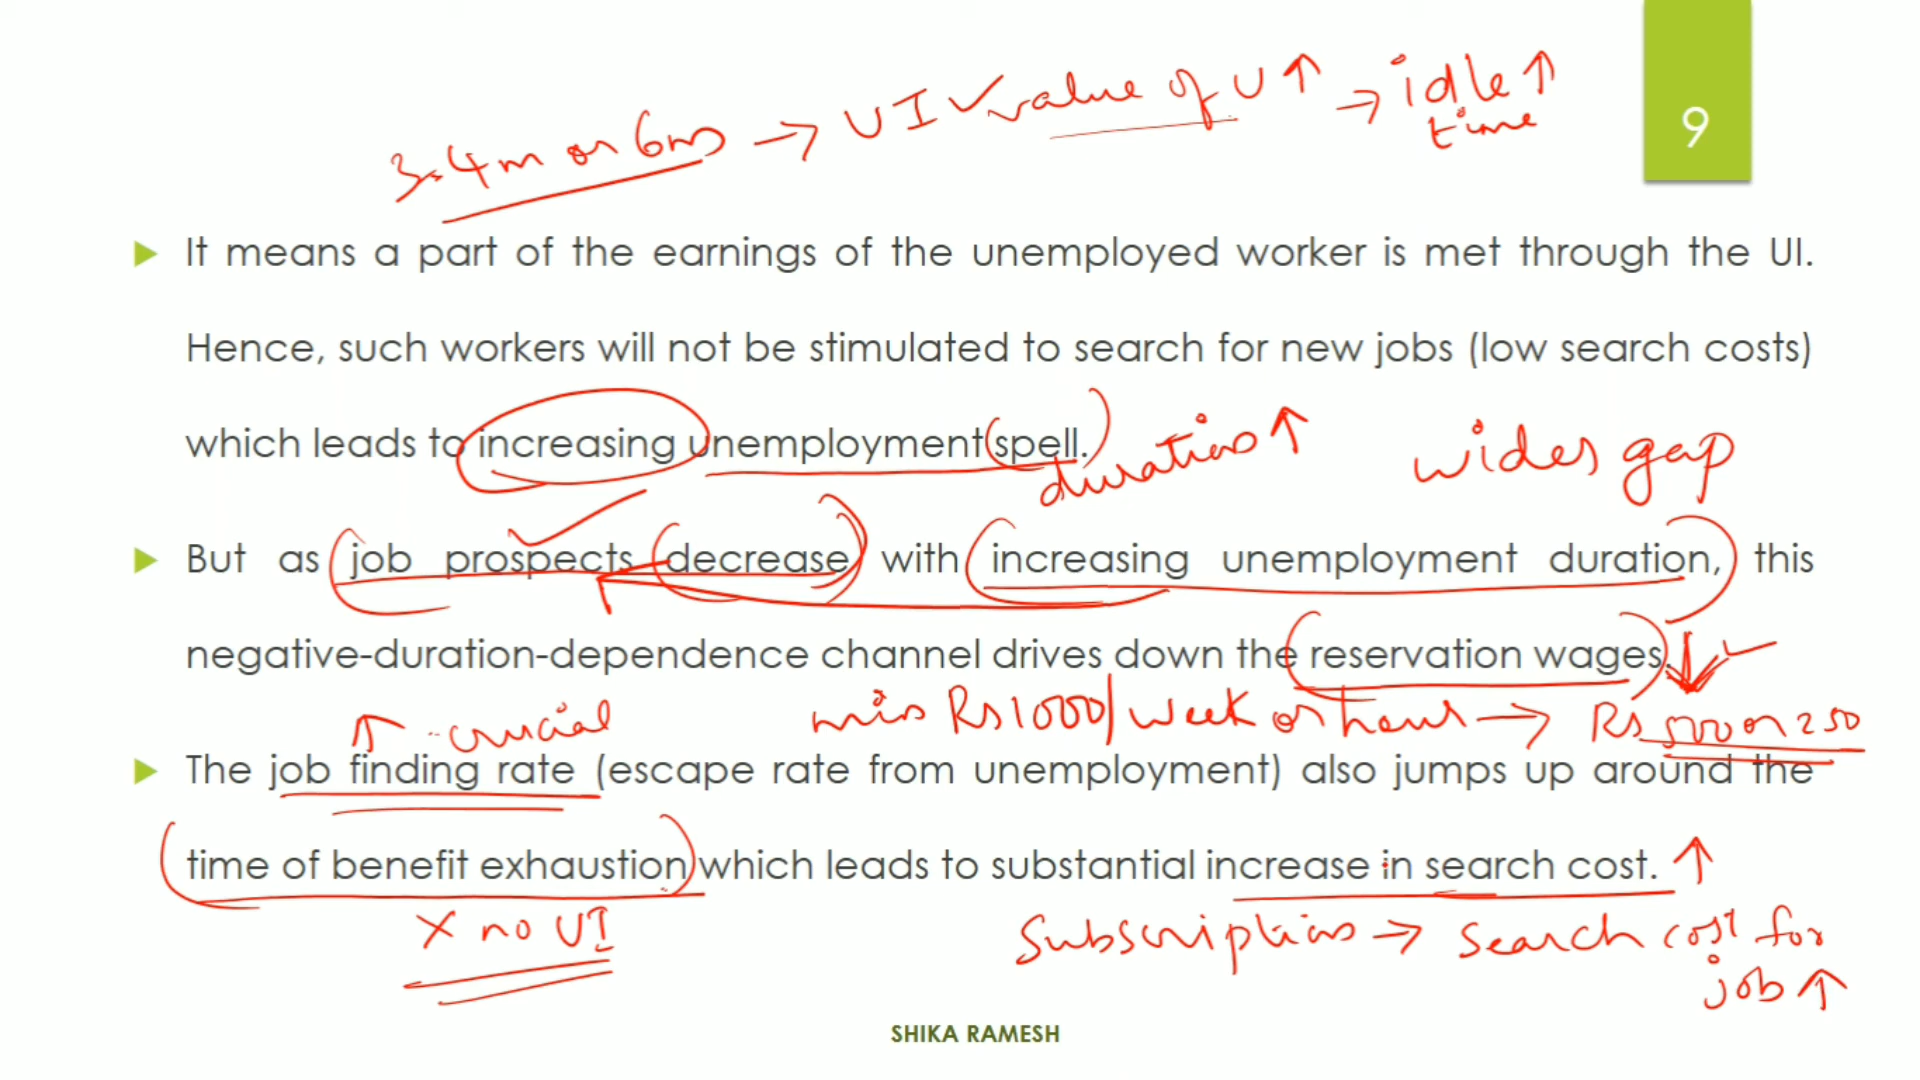 3-4m or 6ms → UI ✓ value of U ↑ → idle ↑
time
9
► It means a part of the earnings of the unemployed worker is met through the UI.
Hence, such workers will not be stimulated to search for new jobs (low search costs)
which leads to increasing unemployment spell.
duration ↑
wides gap
► But as job prospects decrease with increasing unemployment duration, this
negative-duration-dependence channel drives down the reservation wages.
↑ crucial
min Rs 1000/week or hour → Rs 500 or 250
► The job finding rate (escape rate from unemployment) also jumps up around the
time of benefit exhaustion which leads to substantial increase in search cost. ↑
X no UI
Subscription → Search cost for
job ↑
SHIKA RAMESH